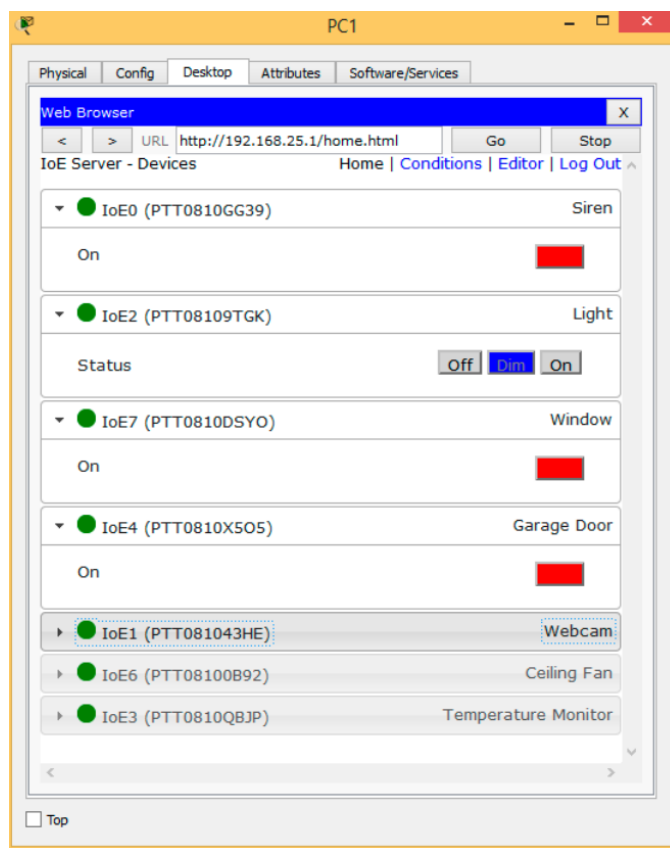 PC1
Physical Config Desktop Attributes Software/Services
Web Browser X
< > URL http://192.168.25.1/home.html Go Stop
IoE Server - Devices Home | Conditions | Editor | Log Out
IoE0 (PTT0810GG39) Siren
On
IoE2 (PTT08109TGK) Light
Status Off Dim On
IoE7 (PTT0810DSYO) Window
On
IoE4 (PTT0810X5O5) Garage Door
On
IoE1 (PTT081043HE) Webcam
IoE6 (PTT08100B92) Ceiling Fan
IoE3 (PTT0810QBJP) Temperature Monitor
Top